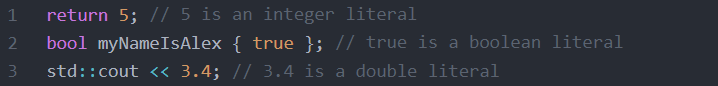 1 return 5; // 5 is an integer literal
2 bool myNameIsAlex { true }; // true is a boolean literal
3 std::cout << 3.4; // 3.4 is a double literal